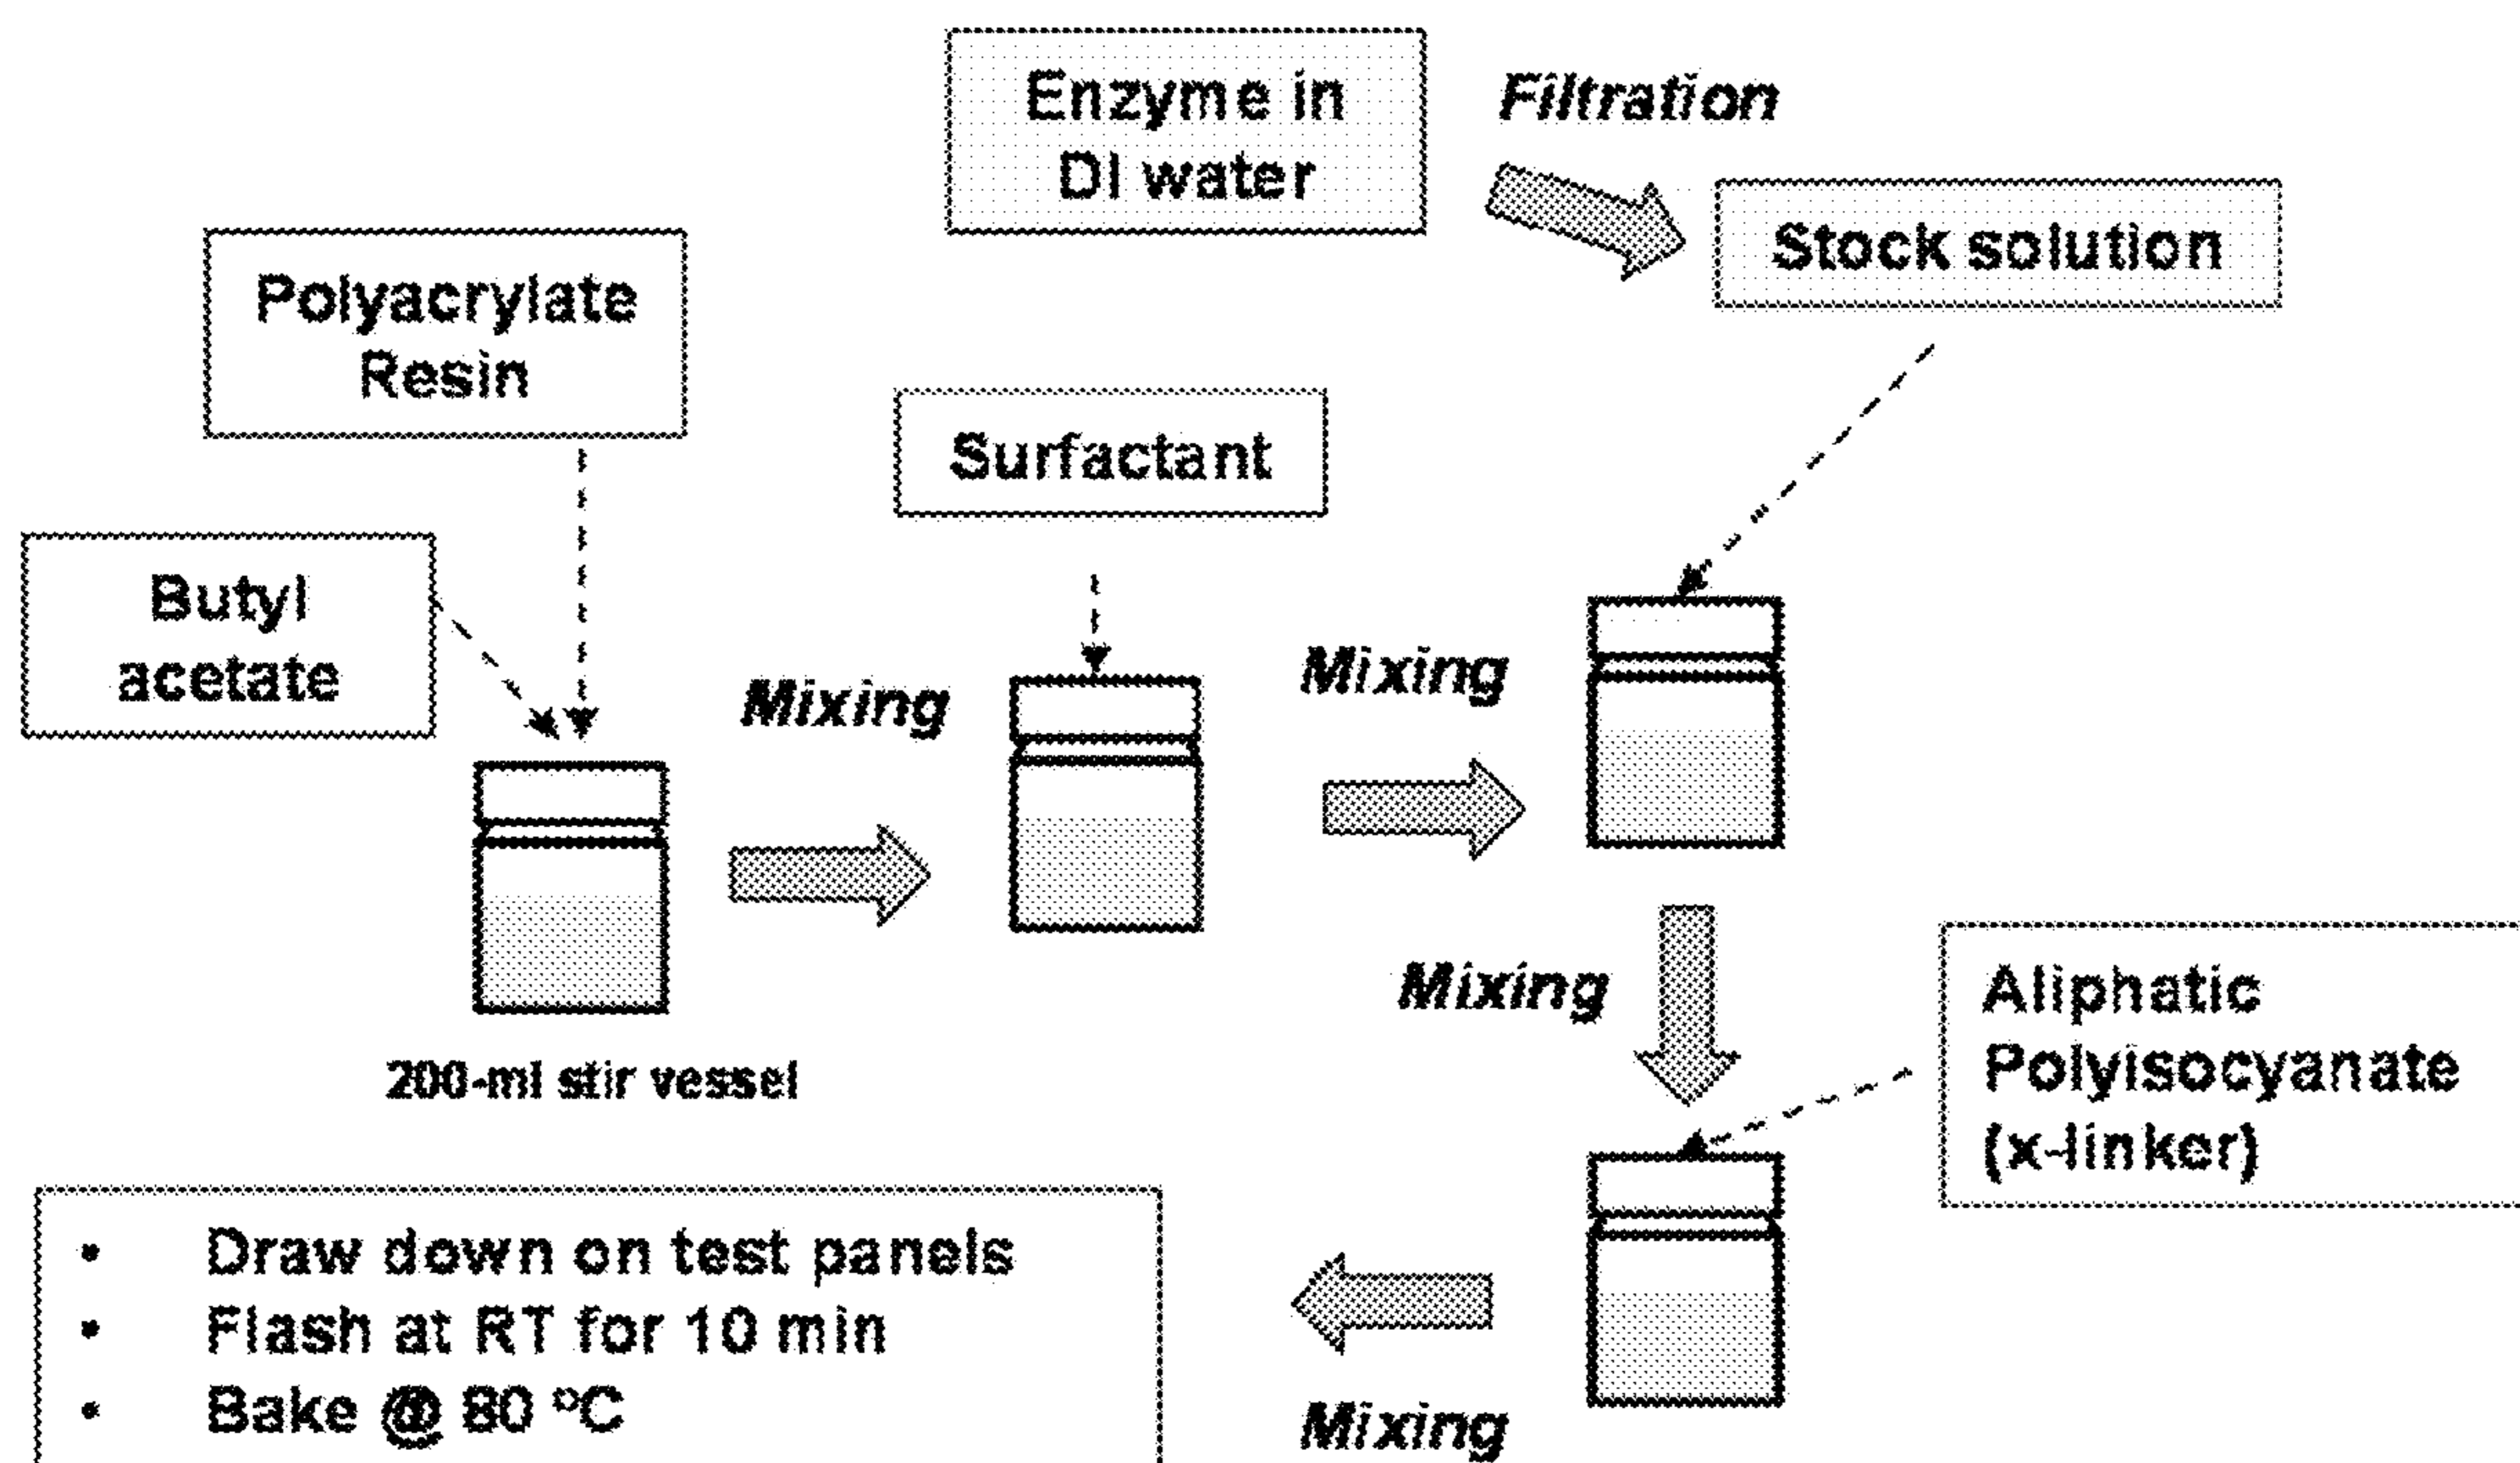 Enzyme in
DI water
Filtration
Stock solution
Polyacrylate
Resin
Surfactant
Butyl
acetate
Mixing
Mixing
200-ml stir vessel
Mixing
Aliphatic
Polyisocyanate
(x-linker)
• Draw down on test panels
• Flash at RT for 10 min
• Bake @ 80 °C
Mixing